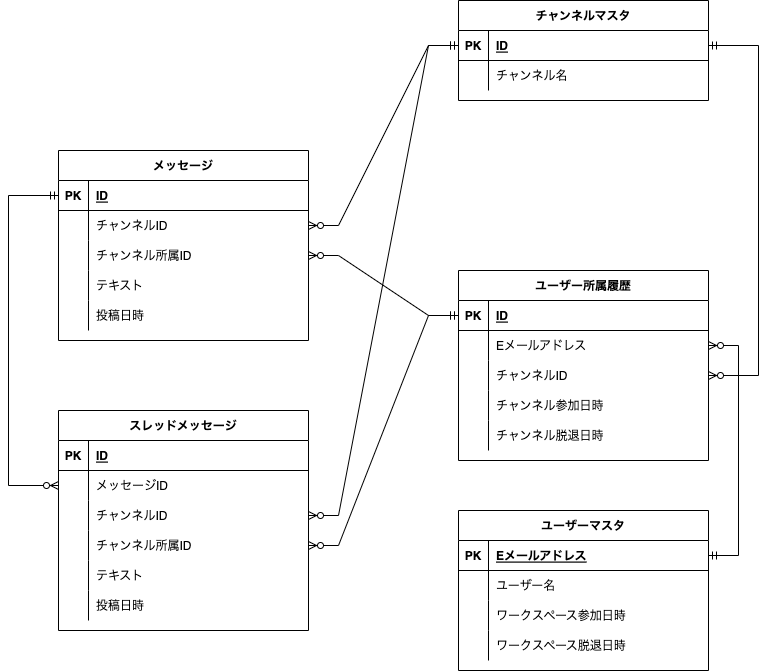 チャンネルマスタ
PK ID
チャンネル名
メッセージ
PK ID
チャンネルID
チャンネル所属ID
テキスト
投稿日時
ユーザー所属履歴
PK ID
Eメールアドレス
チャンネルID
チャンネル参加日時
チャンネル脱退日時
スレッドメッセージ
PK ID
メッセージID
チャンネルID
チャンネル所属ID
テキスト
投稿日時
ユーザーマスタ
PK Eメールアドレス
ユーザー名
ワークスペース参加日時
ワークスペース脱退日時